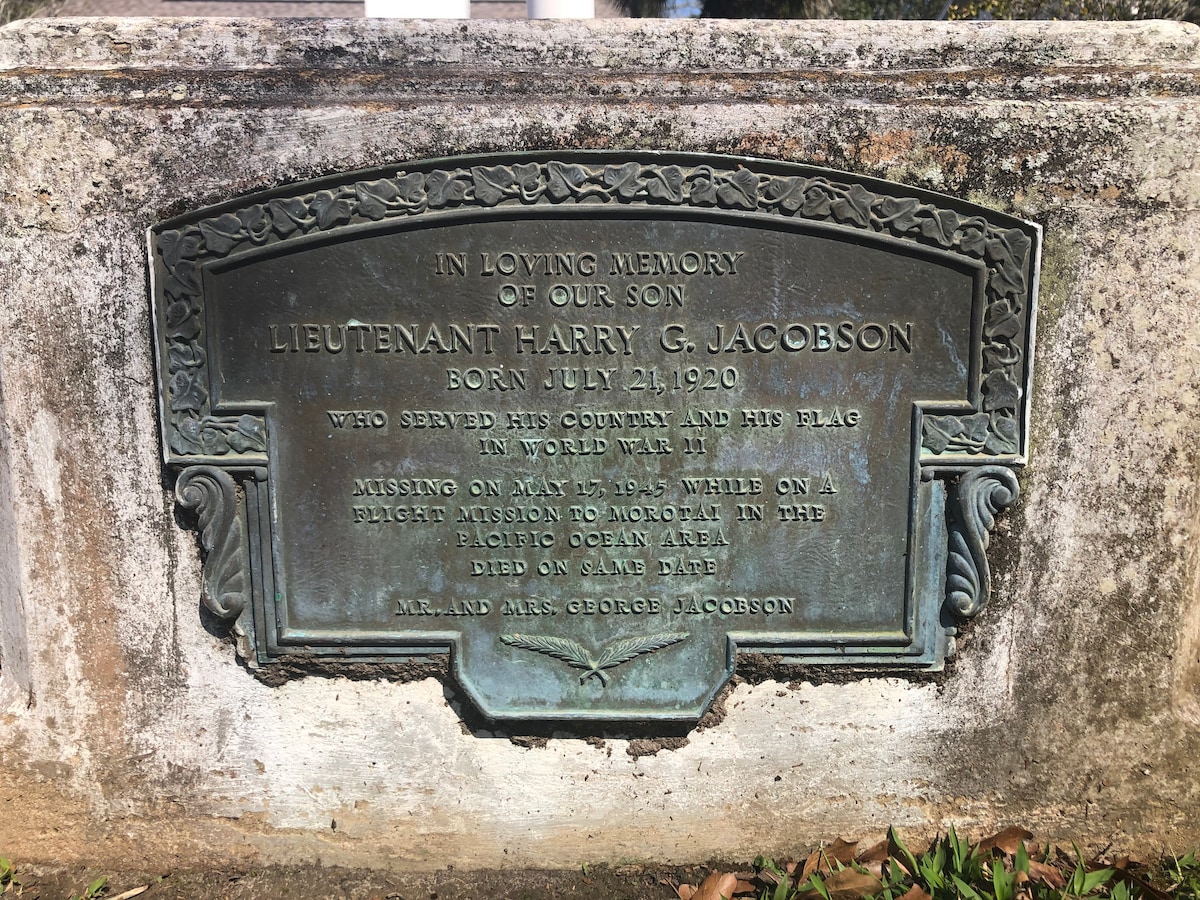 IN LOVING MEMORY
OF OUR SON
LIEUTENANT HARRY G. JACOBSON
BORN JULY 21, 1920
WHO SERVED HIS COUNTRY AND HIS FLAG
IN WORLD WAR II
MISSING ON MAY 17, 1945 WHILE ON A
FLIGHT MISSION TO MOROTAI IN THE
PACIFIC OCEAN AREA
DIED ON SAME DATE
MR. AND MRS. GEORGE JACOBSON